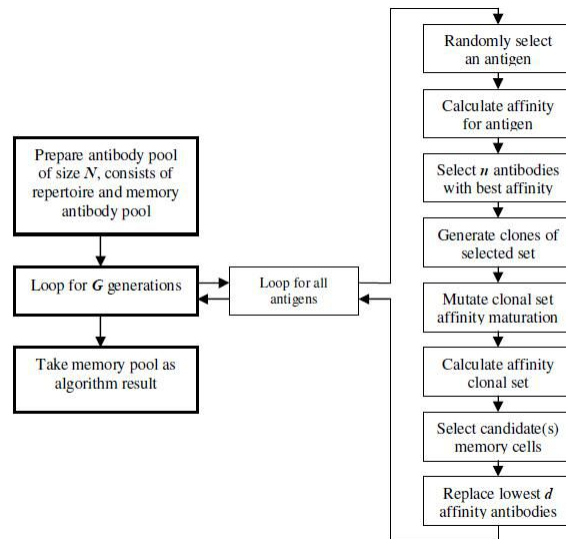 Prepare antibody pool
of size N, consists of
repertoire and memory
antibody pool
Loop for G generations
Take memory pool as
algorithm result
Loop for all
antigens
Randomly select
an antigen
Calculate affinity
for antigen
Select n antibodies
with best affinity
Generate clones of
selected set
Mutate clonal set
affinity maturation
Calculate affinity
clonal set
Select candidate(s)
memory cells
Replace lowest d
affinity antibodies